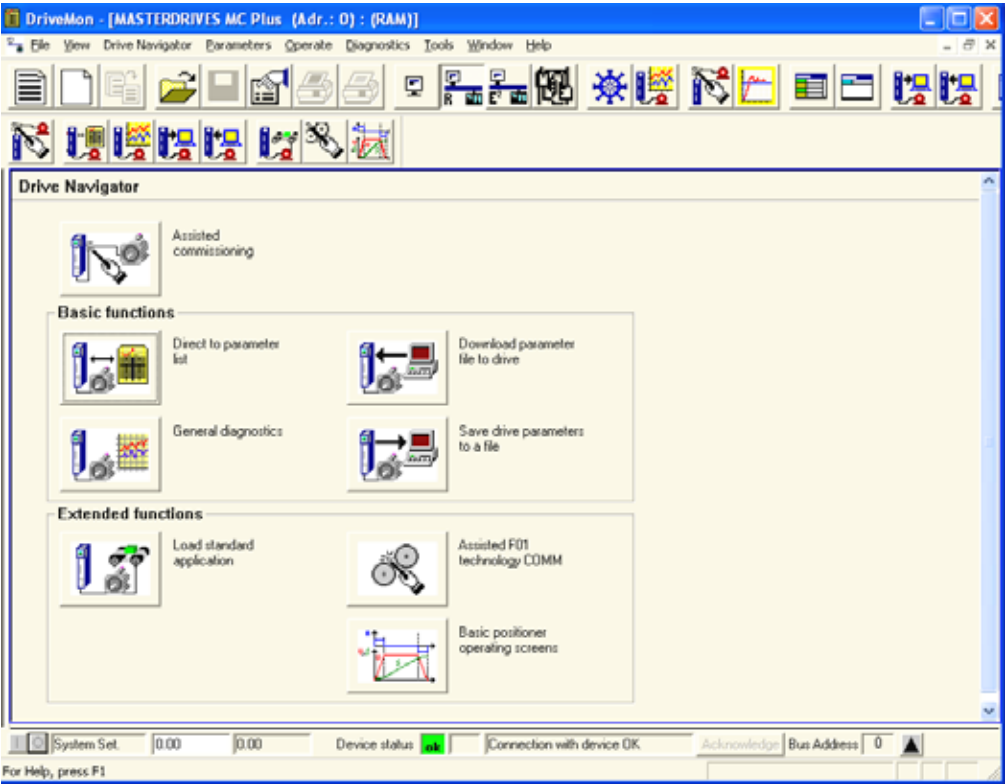 DriveMon - [MASTERDRIVES MC Plus (Adr.: 0) : (RAM)]
File View Drive Navigator Parameters Operate Diagnostics Tools Window Help
Drive Navigator
Assisted
commissioning
Basic functions
Direct to parameter
list
Download parameter
file to drive
General diagnostics
Save drive parameters
to a file
Extended functions
Load standard
application
Assisted F01
technology COMM
Basic positioner
operating screens
System Set. 0.00 0.00 Device status ok Connection with device OK Acknowledge Bus Address 0
For Help, press F1